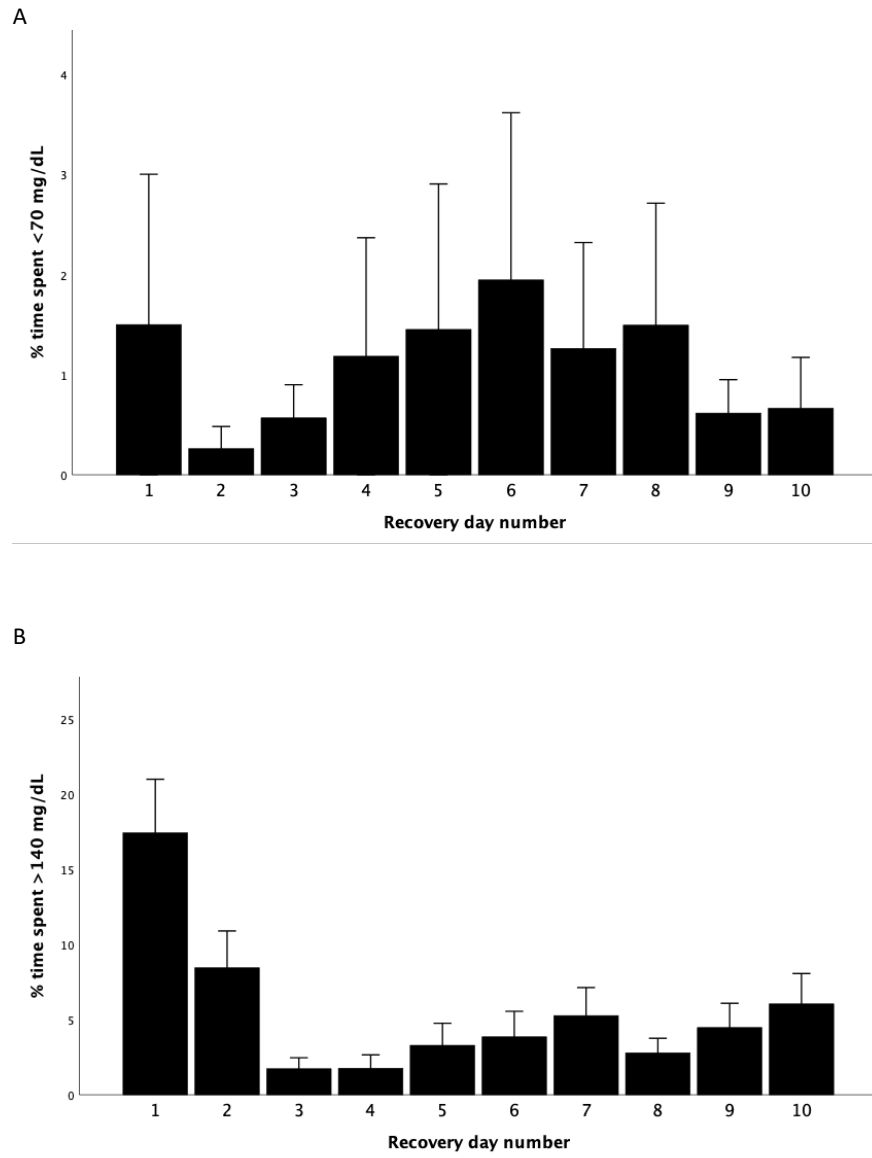 A
% time spent <70 mg/dL
4
3
2
1
0
1 2 3 4 5 6 7 8 9 10
Recovery day number
B
% time spent >140 mg/dL
25
20
15
10
5
0
1 2 3 4 5 6 7 8 9 10
Recovery day number